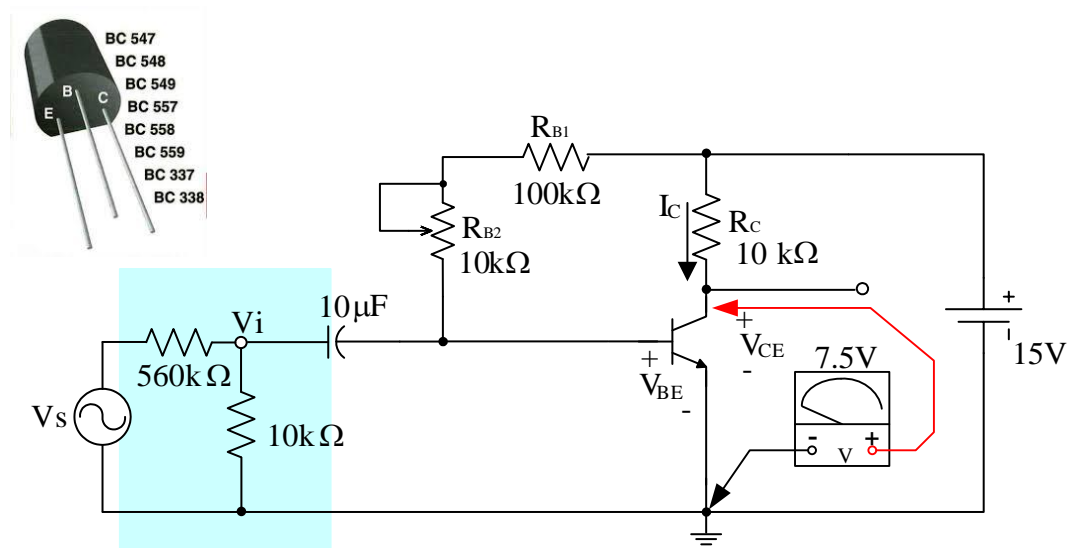 BC 547
BC 548
BC 549
BC 557
BC 558
BC 559
BC 337
BC 338
E
B
C
RB1
100kΩ
RB2
10kΩ
IC
RC
10 kΩ
10µF
Vi
560kΩ
10kΩ
Vs
+
VBE
-
+
VCE
-
7.5V
-
+
V
+
-
15V